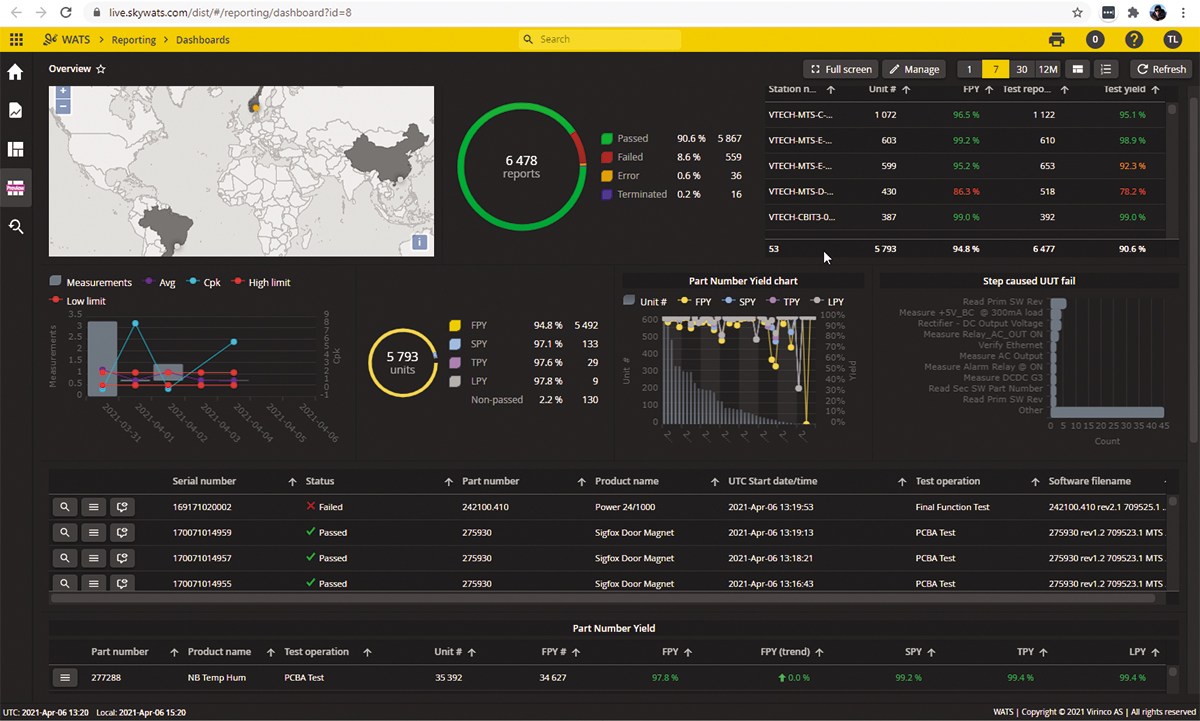 live.skywats.com/dist/#/reporting/dashboard?id=8
WATS > Reporting > Dashboards
Search
0 ? TL
Overview
Full screen Manage 1 7 30 12M Refresh
+
−
i
6 478
reports
Passed 90.6 % 5 867
Failed 8.6 % 559
Error 0.6 % 36
Terminated 0.2 % 16
Station n... Unit # FPY Test repo... Test yield
VTECH-MTS-C-... 1 072 96.5 % 1 122 95.1 %
VTECH-MTS-E-... 603 99.2 % 610 98.9 %
VTECH-MTS-E-... 599 95.2 % 653 92.3 %
VTECH-MTS-D-... 430 86.3 % 518 78.2 %
VTECH-CBIT3-0... 387 99.0 % 392 99.0 %
53 5 793 94.8 % 6 477 90.6 %
Measurements Avg Cpk High limit
Low limit
3.5
3
2.5
2
1.5
1
0.5
0
Measurements
9
8
7
6
5
4
3
2
1
0
-1
Cpk
2021-03-31
2021-04-01
2021-04-02
2021-04-03
2021-04-04
2021-04-05
2021-04-06
5 793
units
FPY 94.8 % 5 492
SPY 97.1 % 133
TPY 97.6 % 29
LPY 97.8 % 9
Non-passed 2.2 % 130
Part Number Yield chart
Unit # FPY SPY TPY LPY
600
500
400
300
200
100
0
Unit #
100%
90%
80%
70%
60%
50%
40%
30%
20%
10%
0%
Yield
2... 2... 2... 2... 2... 2... 2... 2...
Step caused UUT fail
Read Prim SW Rev
Measure +5V_BC @ 300mA load
Rectifier - DC Output Voltage
Measure Relay_AC_OUT ON
Verify Ethernet
Measure AC Output
Measure Alarm Relay @ ON
Measure DCDC G3
Read Sec SW Part Number
Read Prim SW Rev
Other
0 5 10 15 20 25 30 35 40 45
Count
Serial number Status Part number Product name UTC Start date/time Test operation Software filename
169171020002 Failed 242100.410 Power 24/1000 2021-Apr-06 13:19:53 Final Function Test 242100.410 rev2.1 709525.1 ...
170071014959 Passed 275930 Sigfox Door Magnet 2021-Apr-06 13:19:13 PCBA Test 275930 rev1.2 709523.1 MTS
170071014957 Passed 275930 Sigfox Door Magnet 2021-Apr-06 13:18:21 PCBA Test 275930 rev1.2 709523.1 MTS
170071014955 Passed 275930 Sigfox Door Magnet 2021-Apr-06 13:16:43 PCBA Test 275930 rev1.2 709523.1 MTS
Part Number Yield
Part number Product name Test operation Unit # FPY # FPY FPY (trend) SPY TPY LPY
277288 NB Temp Hum PCBA Test 35 392 34 627 97.8 % 0.0 % 99.2 % 99.4 % 99.4 %
UTC: 2021-Apr-06 13:20 Local: 2021-Apr-06 15:20
WATS | Copyright © 2021 Virinco AS | All rights reserved